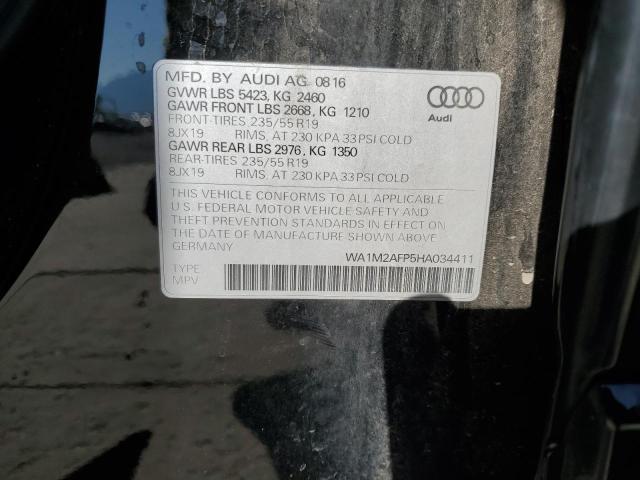 MFD. BY AUDI AG 0816
GVWR LBS 5423, KG 2460
GAWR FRONT LBS 2668, KG 1210
FRONT-TIRES 235/55 R19
8JX19 RIMS, AT 230 KPA 33 PSI COLD
GAWR REAR LBS 2976, KG 1350
REAR-TIRES 235/55 R19
8JX19 RIMS, AT 230 KPA 33 PSI COLD
Audi
THIS VEHICLE CONFORMS TO ALL APPLICABLE
U.S. FEDERAL MOTOR VEHICLE SAFETY AND
THEFT PREVENTION STANDARDS IN EFFECT ON
THE DATE OF MANUFACTURE SHOWN ABOVE
GERMANY
WA1M2AFP5HA034411
TYPE:
MPV